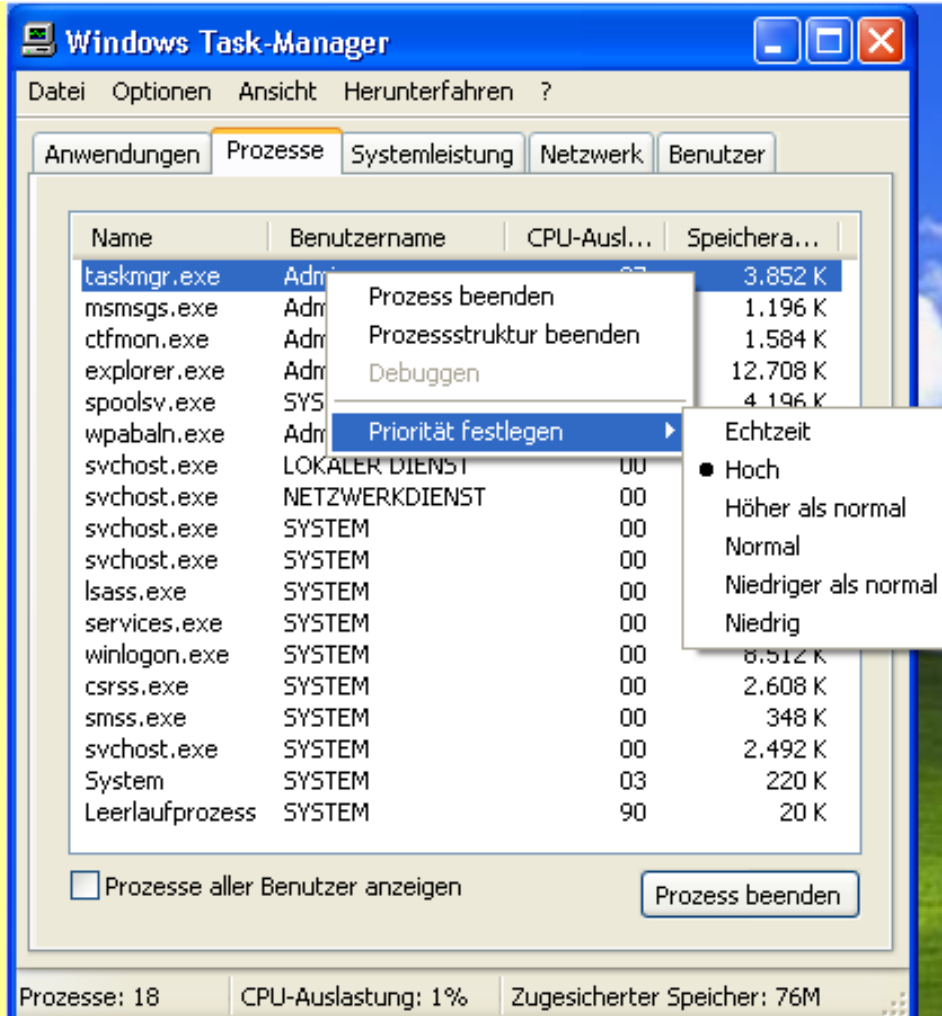 Windows Task-Manager
Datei Optionen Ansicht Herunterfahren ?
Anwendungen Prozesse Systemleistung Netzwerk Benutzer
Name Benutzername CPU-Ausl... Speichera...
taskmgr.exe 3.852 K
Prozess beenden
msmsgs.exe 1.196 K
Prozessstruktur beenden
ctfmon.exe 1.584 K
Debuggen
explorer.exe 12.708 K
spoolsv.exe SYS 4.196 K
Priorität festlegen
wpabaln.exe
Echtzeit
Hoch
Höher als normal
Normal
Niedriger als normal
Niedrig
svchost.exe LOKALER DIENST 00
svchost.exe NETZWERKDIENST 00
svchost.exe SYSTEM 00
svchost.exe SYSTEM 00
lsass.exe SYSTEM 00
services.exe SYSTEM 00
winlogon.exe SYSTEM 00 8.512 K
csrss.exe SYSTEM 00 2.608 K
smss.exe SYSTEM 00 348 K
svchost.exe SYSTEM 00 2.492 K
System SYSTEM 03 220 K
Leerlaufprozess SYSTEM 90 20 K
Prozesse aller Benutzer anzeigen
Prozess beenden
Prozesse: 18 CPU-Auslastung: 1% Zugesicherter Speicher: 76M